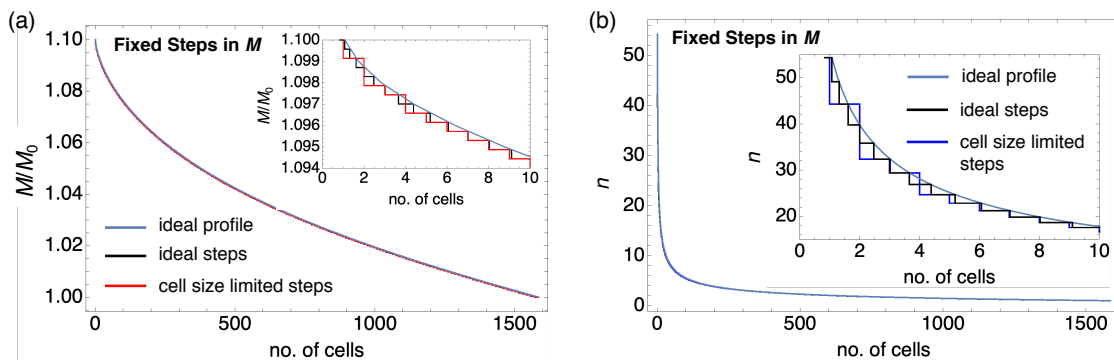 (a)
Fixed Steps in M
M/M0
1.10
1.08
1.06
1.04
1.02
1.00
0
500
1000
1500
no. of cells
ideal profile
ideal steps
cell size limited steps
M/M0
1.100
1.099
1.097
1.096
1.095
1.094
2
4
6
8
10
no. of cells
(b)
Fixed Steps in M
n
50
40
30
20
10
0
0
500
1000
1500
no. of cells
n
50
40
30
20
1
2
4
6
8
10
no. of cells
ideal profile
ideal steps
cell size limited
steps